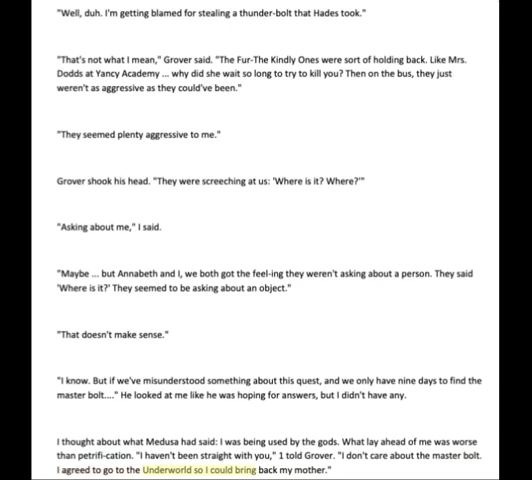 "Well, duh. I'm getting blamed for stealing a thunder-bolt that Hades took."
"That's not what I mean," Grover said. "The Fur-The Kindly Ones were sort of holding back. Like Mrs.
Dodds at Yancy Academy ... why did she wait so long to try to kill you? Then on the bus, they just
weren't as aggressive as they could've been."
"They seemed plenty aggressive to me."
Grover shook his head. "They were screeching at us: 'Where is it? Where?'"
"Asking about me," I said.
"Maybe ... but Annabeth and I, we both got the feel-ing they weren't asking about a person. They said
'Where is it?' They seemed to be asking about an object."
"That doesn't make sense."
"I know. But if we've misunderstood something about this quest, and we only have nine days to find the
master bolt...." He looked at me like he was hoping for answers, but I didn't have any.
I thought about what Medusa had said: I was being used by the gods. What lay ahead of me was worse
than petrifi-cation. "I haven't been straight with you," 1 told Grover. "I don't care about the master bolt.
I agreed to go to the Underworld so I could bring back my mother."